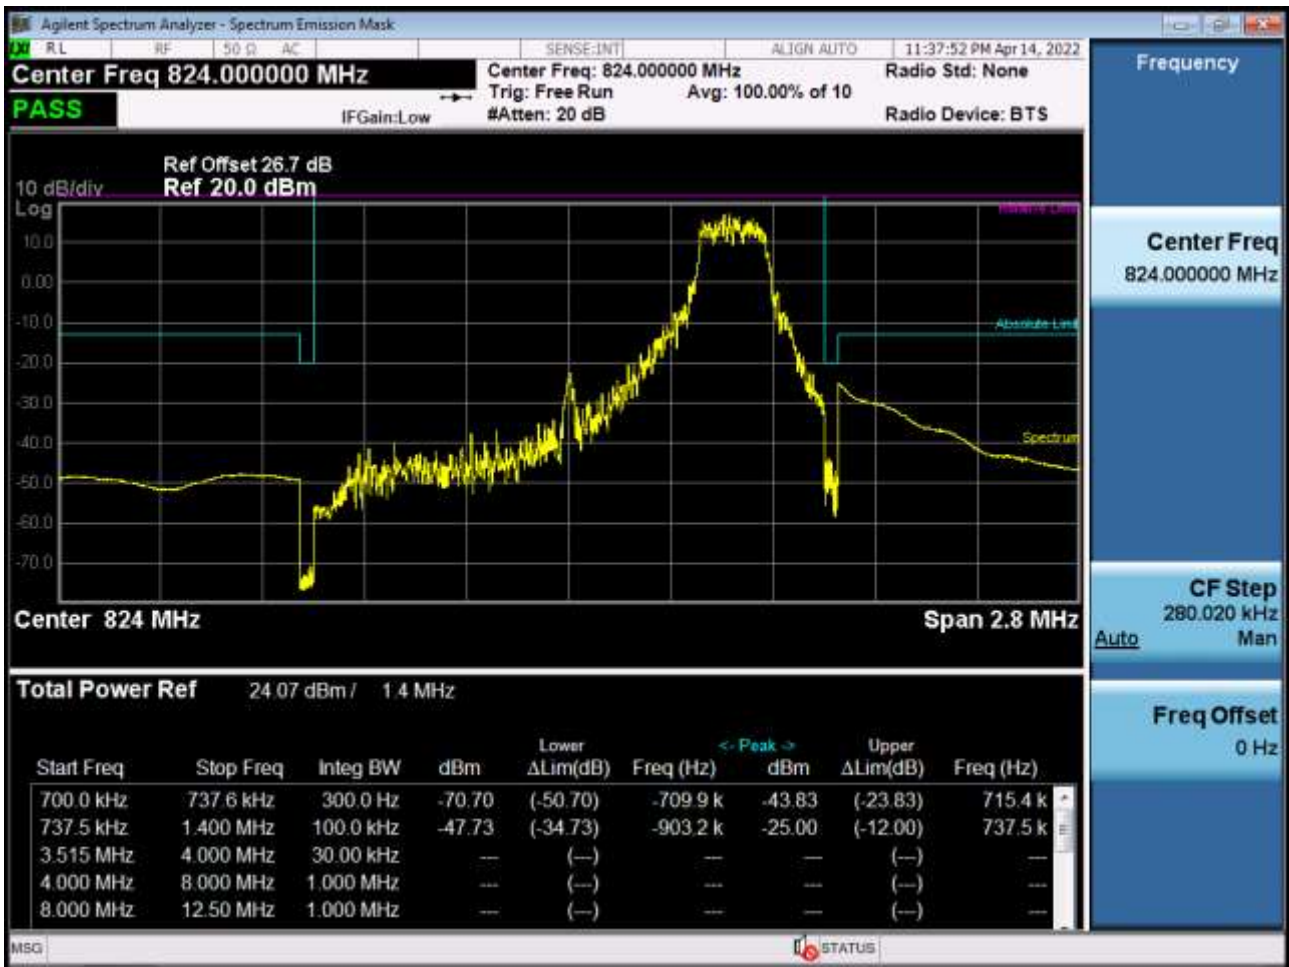 Agilent Spectrum Analyzer - Spectrum Emission Mask
LXI RL RF 50 Ω AC SENSE:INT ALIGN AUTO 11:37:52 PM Apr 14, 2022
Center Freq 824.000000 MHz
Center Freq: 824.000000 MHz Radio Std: None
Trig: Free Run Avg: 100.00% of 10
PASS IFGain:Low #Atten: 20 dB Radio Device: BTS
Ref Offset 26.7 dB
10 dB/div Ref 20.0 dBm
Log
10.0
0.00
-10.0
Absolute Limit
-20.0
-30.0
-40.0
Spectrum
-50.0
-60.0
-70.0
Center 824 MHz Span 2.8 MHz
Total Power Ref 24.07 dBm / 1.4 MHz
Lower <- Peak -> Upper
Start Freq Stop Freq Integ BW dBm ΔLim(dB) Freq (Hz) dBm ΔLim(dB) Freq (Hz)
700.0 kHz 737.6 kHz 300.0 Hz -70.70 (-50.70) -709.9 k -43.83 (-23.83) 715.4 k
737.5 kHz 1.400 MHz 100.0 kHz -47.73 (-34.73) -903.2 k -25.00 (-12.00) 737.5 k
3.515 MHz 4.000 MHz 30.00 kHz --- (---) --- --- (---) ---
4.000 MHz 8.000 MHz 1.000 MHz --- (---) --- --- (---) ---
8.000 MHz 12.50 MHz 1.000 MHz --- (---) --- --- (---) ---
MSG STATUS
Frequency
Center Freq
824.000000 MHz
CF Step
280.020 kHz
Auto Man
Freq Offset
0 Hz